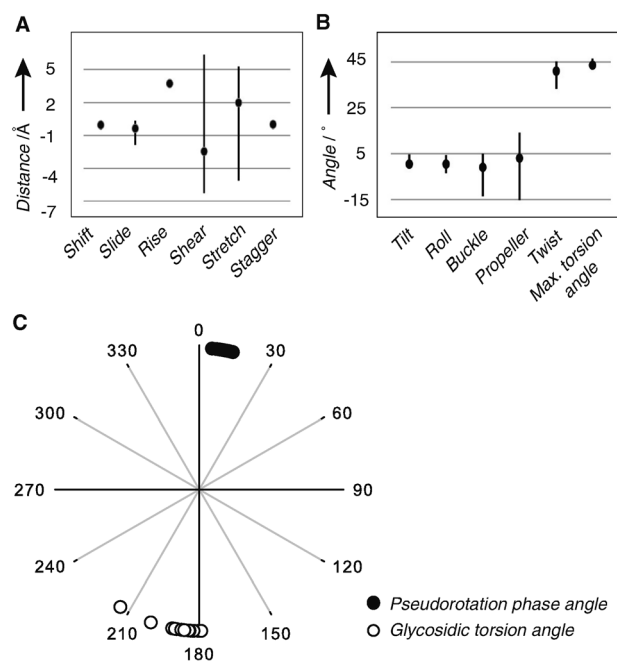 A
Distance /Å
5
2
-1
-4
-7
Shift
Slide
Rise
Shear
Stretch
Stagger
B
Angle / °
45
25
5
-15
Tilt
Roll
Buckle
Propeller
Twist
Max. torsion
angle
C
0
330
30
300
60
270
90
240
120
210
150
180
Pseudorotation phase angle
Glycosidic torsion angle